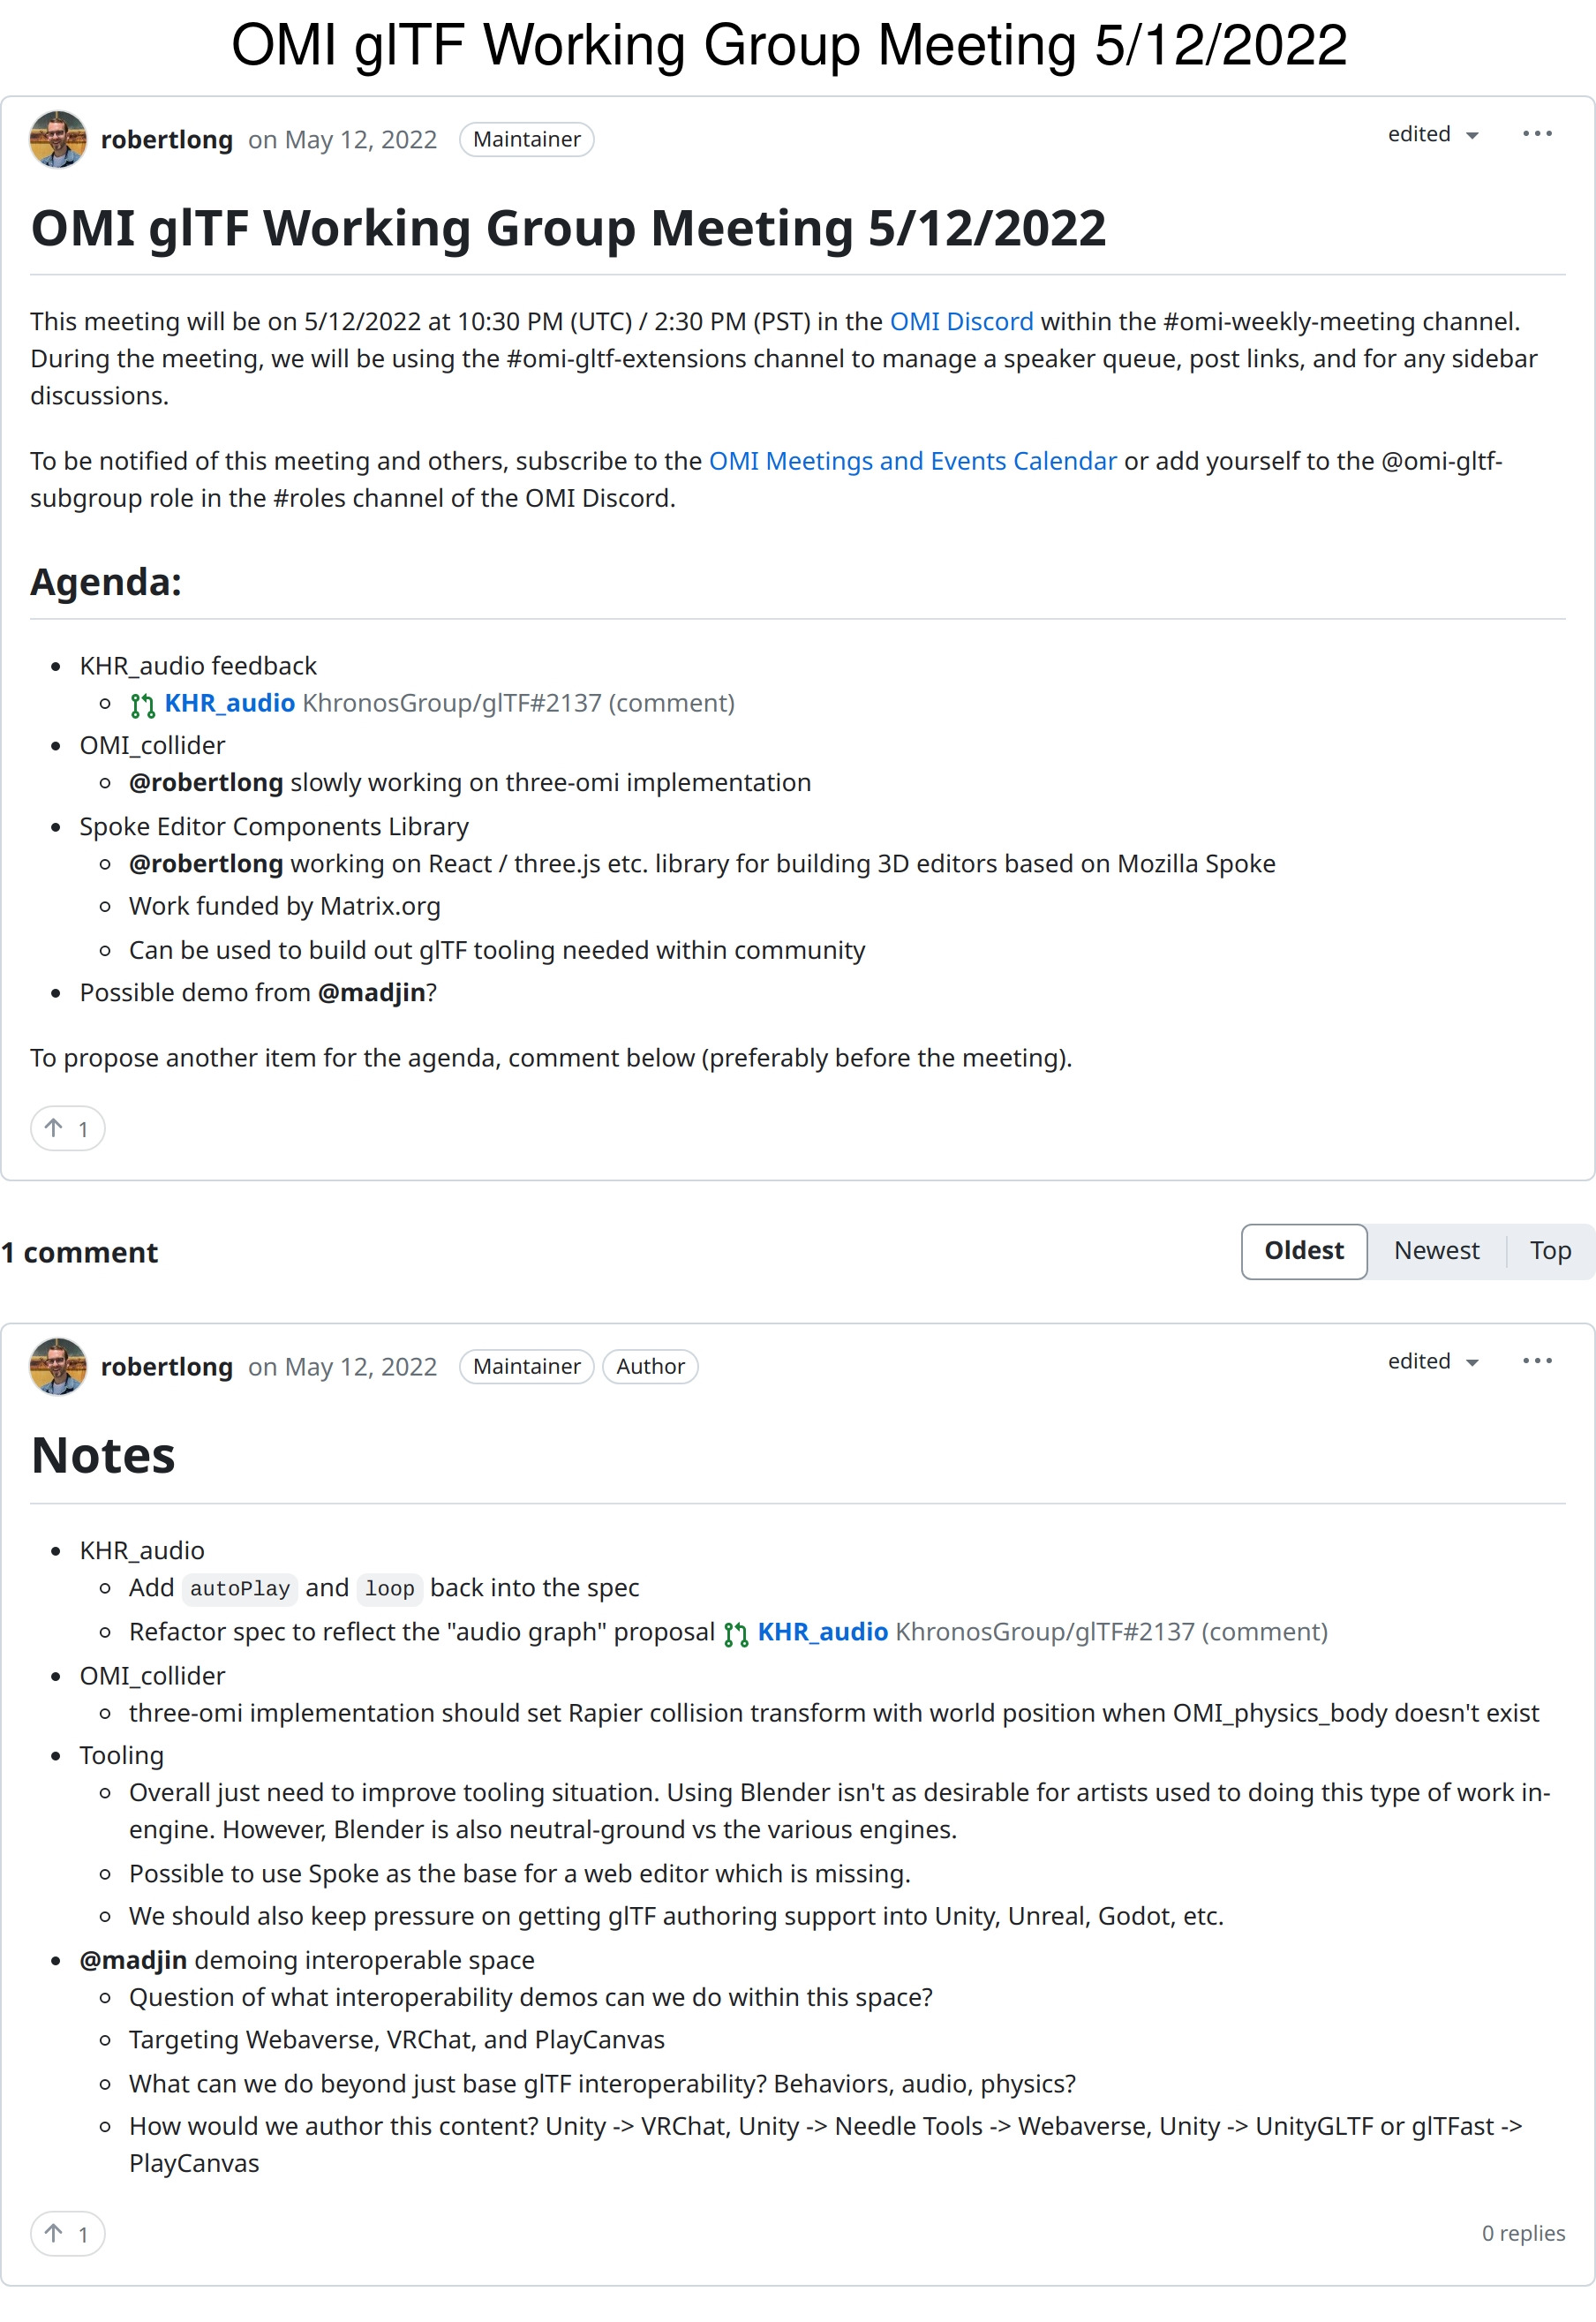 OMI glTF Working Group Meeting 5/12/2022
robertlong on May 12, 2022 Maintainer edited
OMI glTF Working Group Meeting 5/12/2022
This meeting will be on 5/12/2022 at 10:30 PM (UTC) / 2:30 PM (PST) in the OMI Discord within the #omi-weekly-meeting channel.
During the meeting, we will be using the #omi-gltf-extensions channel to manage a speaker queue, post links, and for any sidebar
discussions.
To be notified of this meeting and others, subscribe to the OMI Meetings and Events Calendar or add yourself to the @omi-gltf-
subgroup role in the #roles channel of the OMI Discord.
Agenda:
KHR_audio feedback
KHR_audio KhronosGroup/glTF#2137 (comment)
OMI_collider
@robertlong slowly working on three-omi implementation
Spoke Editor Components Library
@robertlong working on React / three.js etc. library for building 3D editors based on Mozilla Spoke
Work funded by Matrix.org
Can be used to build out glTF tooling needed within community
Possible demo from @madjin?
To propose another item for the agenda, comment below (preferably before the meeting).
1
1 comment Oldest Newest Top
robertlong on May 12, 2022 Maintainer Author edited
Notes
KHR_audio
Add autoPlay and loop back into the spec
Refactor spec to reflect the "audio graph" proposal KHR_audio KhronosGroup/glTF#2137 (comment)
OMI_collider
three-omi implementation should set Rapier collision transform with world position when OMI_physics_body doesn't exist
Tooling
Overall just need to improve tooling situation. Using Blender isn't as desirable for artists used to doing this type of work in-
engine. However, Blender is also neutral-ground vs the various engines.
Possible to use Spoke as the base for a web editor which is missing.
We should also keep pressure on getting glTF authoring support into Unity, Unreal, Godot, etc.
@madjin demoing interoperable space
Question of what interoperability demos can we do within this space?
Targeting Webaverse, VRChat, and PlayCanvas
What can we do beyond just base glTF interoperability? Behaviors, audio, physics?
How would we author this content? Unity -> VRChat, Unity -> Needle Tools -> Webaverse, Unity -> UnityGLTF or glTFast ->
PlayCanvas
1 0 replies